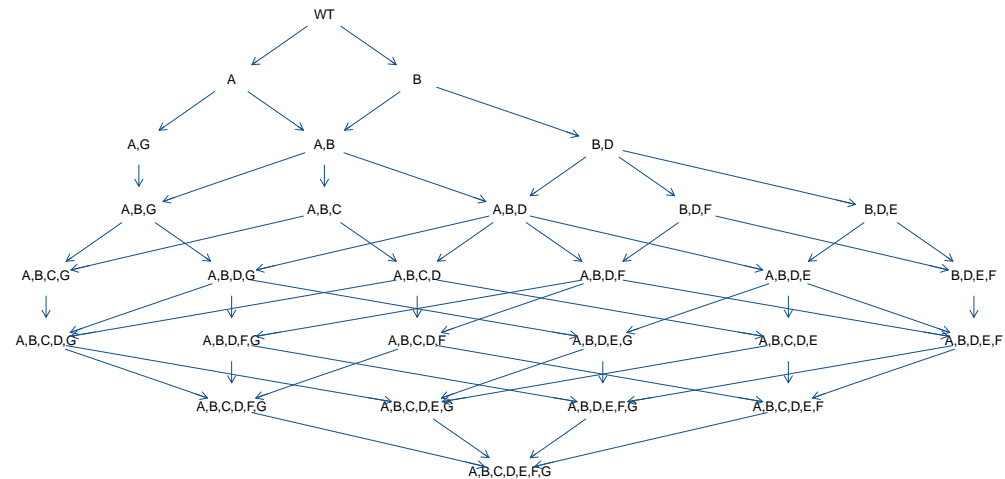 WT
A
B
A,G
A,B
B,D
A,B,G
A,B,C
A,B,D
B,D,F
B,D,E
A,B,C,G
A,B,D,G
A,B,C,D
A,B,D,F
A,B,D,E
B,D,E,F
A,B,C,D,G
A,B,D,F,G
A,B,C,D,F
A,B,D,E,G
A,B,C,D,E
A,B,D,E,F
A,B,C,D,F,G
A,B,C,D,E,G
A,B,D,E,F,G
A,B,C,D,E,F
A,B,C,D,E,F,G